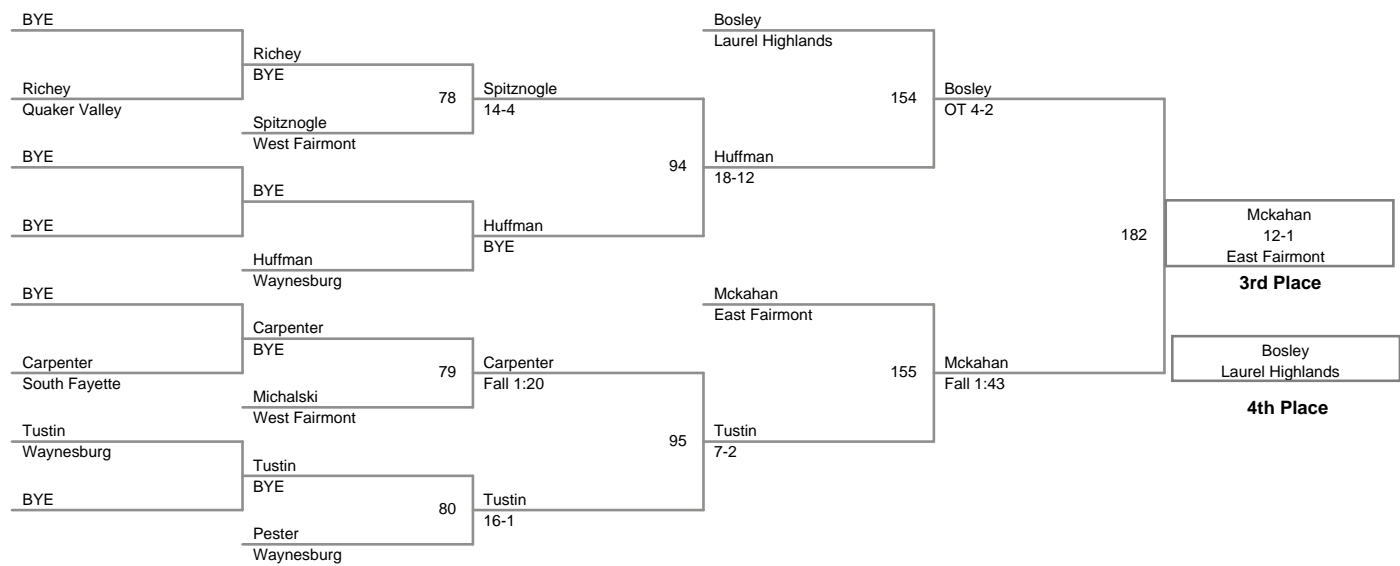 BYE
Richey
Quaker Valley
BYE
BYE
BYE
Carpenter
South Fayette
Tustin
Waynesburg
BYE
Richey
BYE
Spitznogle
West Fairmont
BYE
Huffman
Waynesburg
Carpenter
BYE
Michalski
West Fairmont
Tustin
BYE
Pester
Waynesburg
78
79
80
Spitznogle
14-4
Huffman
BYE
Carpenter
Fall 1:20
Tustin
16-1
94
95
Bosley
Laurel Highlands
Huffman
18-12
Mckahan
East Fairmont
Tustin
7-2
154
155
Bosley
OT 4-2
Mckahan
Fall 1:43
182
Mckahan
12-1
East Fairmont
3rd Place
Bosley
Laurel Highlands
4th Place